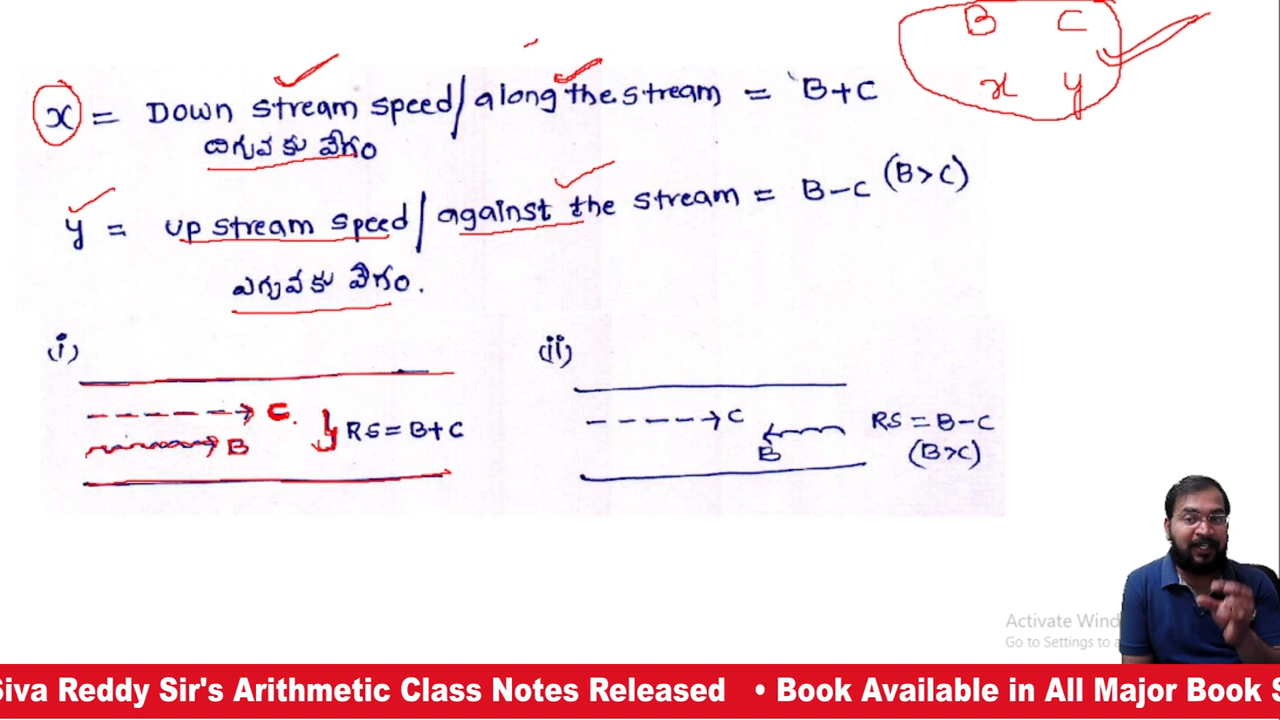 B C
x y
x = Down stream speed/along the stream = B+C
దిగువకు వేగం
y = up stream speed/against the stream = B-C (B>C)
ఎగువకు వేగం.
(i)
C.
B
RS = B+C
(ii)
C
B
RS = B-C
(B>C)
Activate Wind
Go to Settings to a
Siva Reddy Sir's Arithmetic Class Notes Released • Book Available in All Major Book S